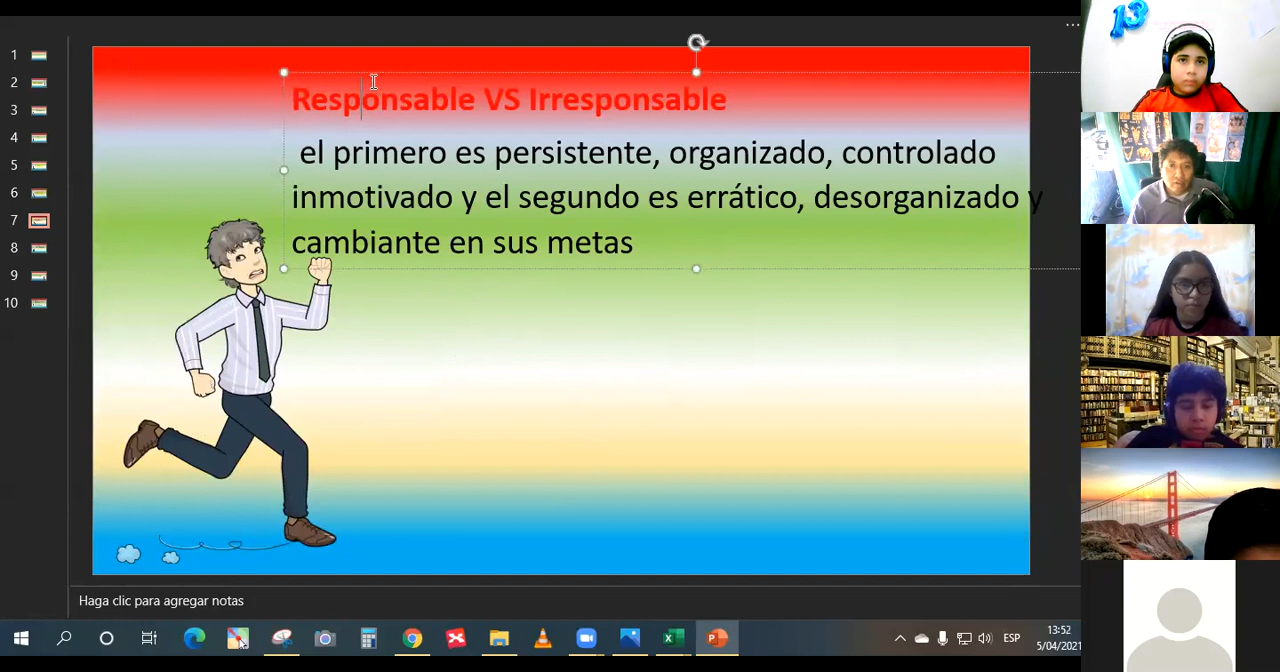 13
1
2
3
4
5
6
7
8
9
10
Responsable VS Irresponsable
el primero es persistente, organizado, controlado
inmotivado y el segundo es errático, desorganizado y
cambiante en sus metas
Haga clic para agregar notas
ESP
13:52
5/04/2021